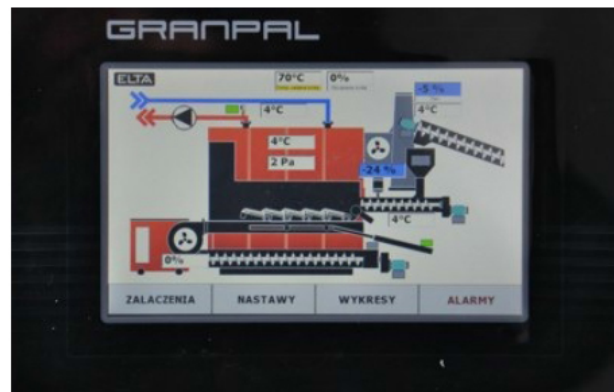 GRANPAL
ELTA
70°C 0%
-5 %
4°C
4°C
4°C
2 Pa
-24 %
4°C
0%
ZALACZENIA NASTAWY WYKRESY ALARMY